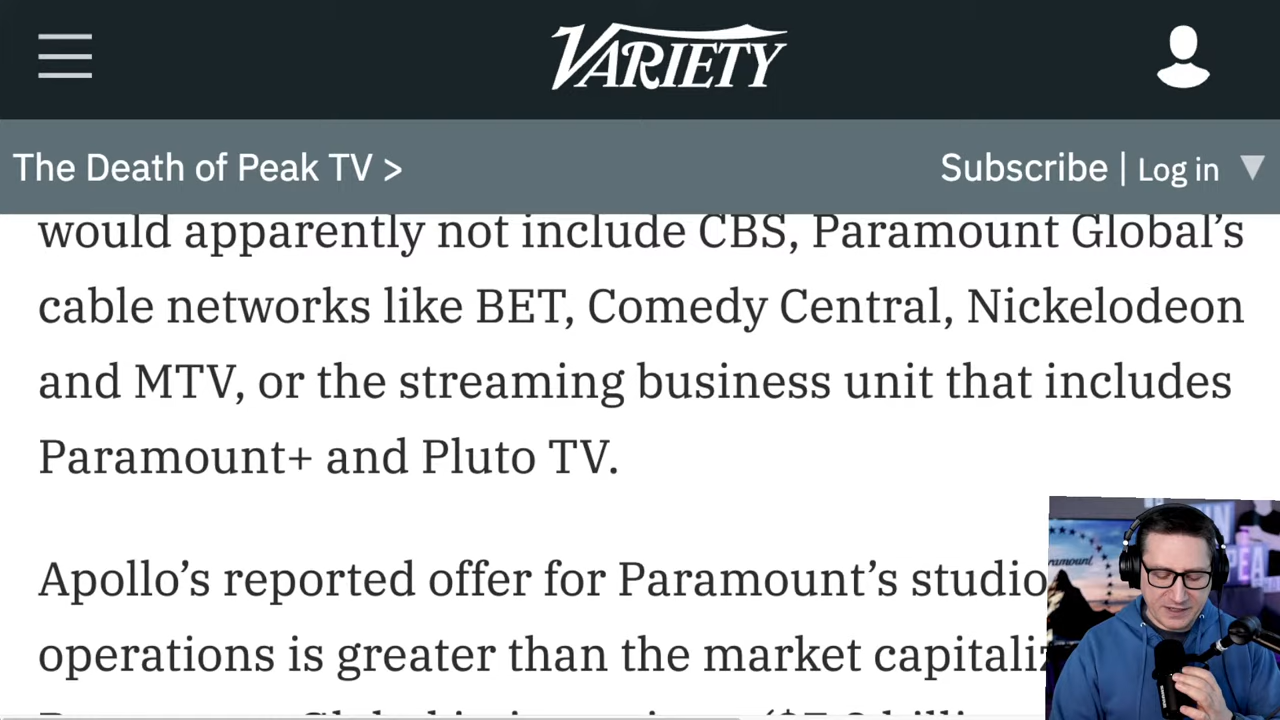 VARIETY
The Death of Peak TV >
Subscribe | Log in
would apparently not include CBS, Paramount Global’s
cable networks like BET, Comedy Central, Nickelodeon
and MTV, or the streaming business unit that includes
Paramount+ and Pluto TV.
Apollo’s reported offer for Paramount’s studio
operations is greater than the market